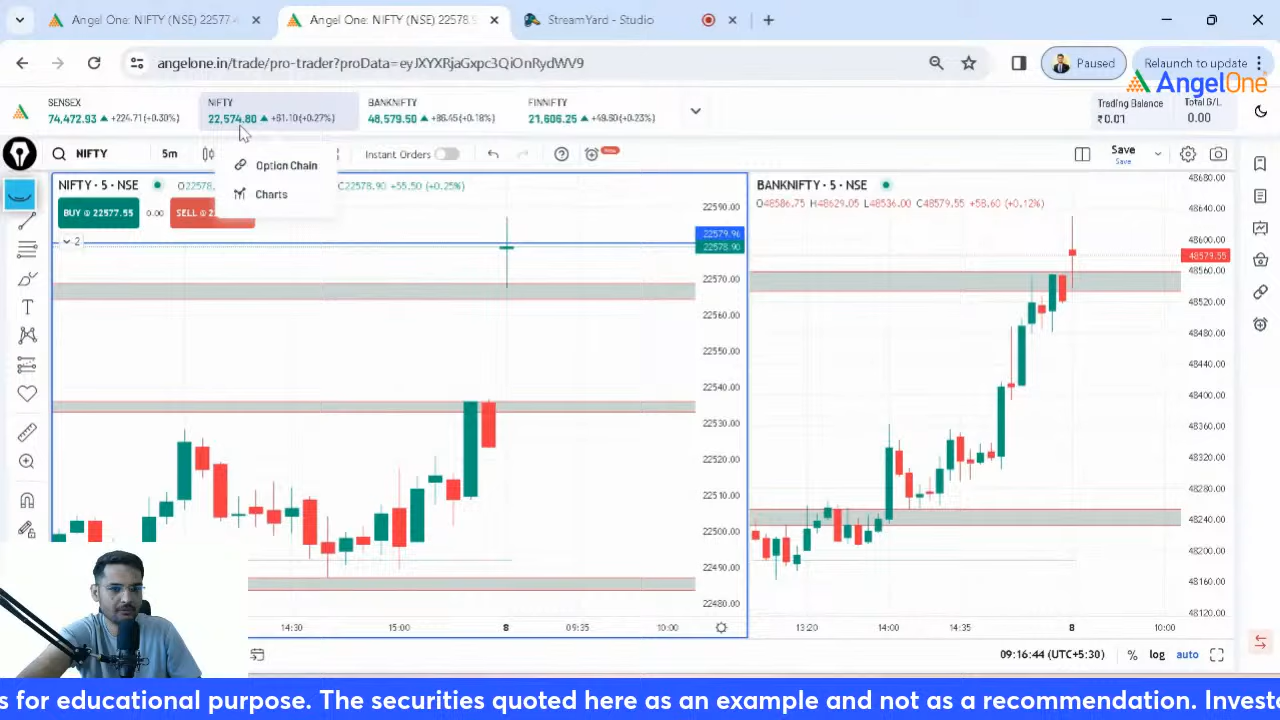 Angel One: NIFTY (NSE) 22577.
Angel One: NIFTY (NSE) 22578.5
StreamYard - Studio
angelone.in/trade/pro-trader?proData=eyJXYXRjaGxpc3QiOnRydWV9
Paused
Relaunch to update
AngelOne
SENSEX
74,472.93 +224.71(+0.30%)
NIFTY
22,574.80 +61.10(+0.27%)
BANKNIFTY
48,579.50 +86.45(+0.18%)
FINNIFTY
21,606.25 +49.60(+0.23%)
Trading Balance
₹0.01
Total G/L
0.00
NIFTY
5m
Instant Orders
Save
Save
Option Chain
Charts
NIFTY · 5 · NSE
O22578.
C22578.90 +55.50 (+0.25%)
BUY @ 22577.55
0.00
SELL @ 22
2
22590.00
22579.96
22578.90
22570.00
22560.00
22550.00
22540.00
22530.00
22520.00
22510.00
22500.00
22490.00
22480.00
14:30
15:00
8
09:35
10:00
BANKNIFTY · 5 · NSE
O48586.75 H48629.05 L48536.00 C48579.55 +58.60 (+0.12%)
48680.00
48640.00
48600.00
48579.55
48560.00
48520.00
48480.00
48440.00
48400.00
48360.00
48320.00
48280.00
48240.00
48200.00
48160.00
48120.00
13:20
14:00
14:35
8
10:00
09:16:44 (UTC+5:30)
%
log
auto
s for educational purpose. The securities quoted here as an example and not as a recommendation. Investo